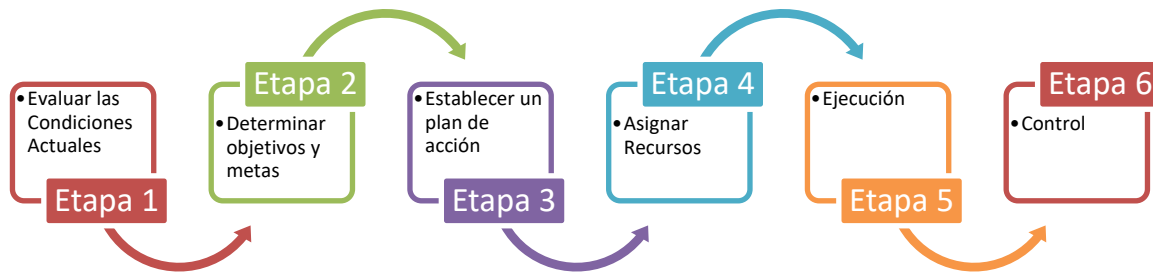 • Evaluar las
Condiciones
Actuales
Etapa 1
Etapa 2
• Determinar
objetivos y
metas
• Establecer un
plan de
acción
Etapa 3
Etapa 4
• Asignar
Recursos
• Ejecución
Etapa 5
Etapa 6
• Control